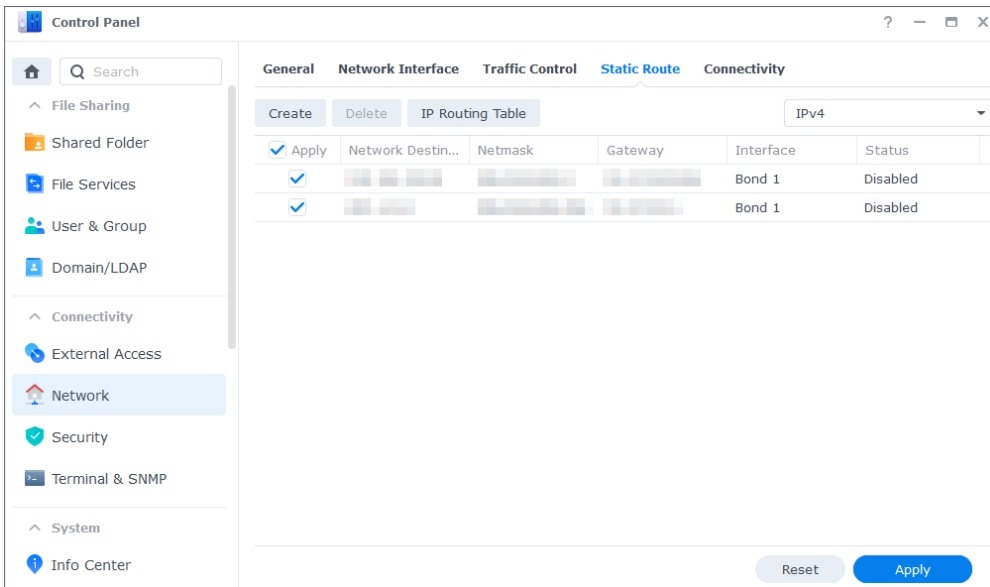 Control Panel
?
Search
General Network Interface Traffic Control Static Route Connectivity
File Sharing
Create Delete IP Routing Table IPv4
Shared Folder
Apply Network Destin... Netmask Gateway Interface Status
File Services
Bond 1 Disabled
Bond 1 Disabled
User & Group
Domain/LDAP
Connectivity
External Access
Network
Security
Terminal & SNMP
System
Info Center
Reset Apply